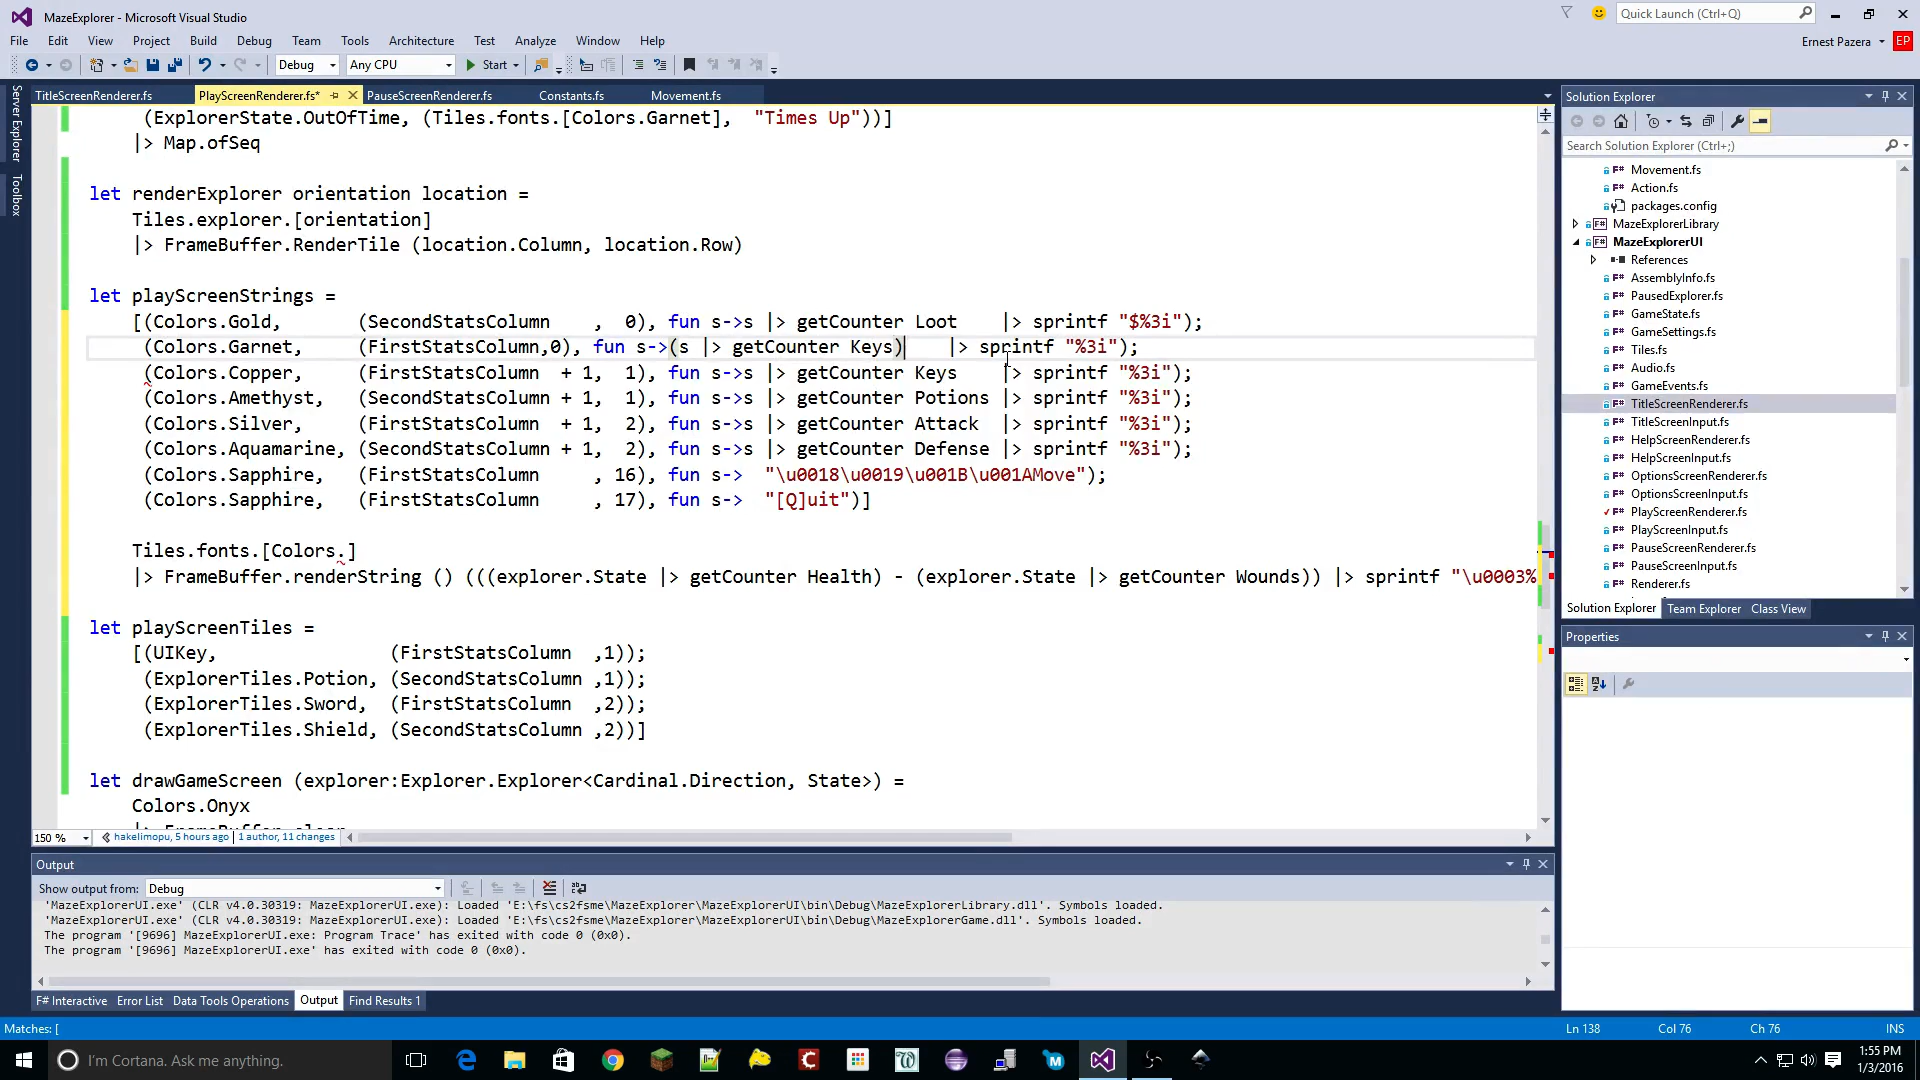 MazeExplorer - Microsoft Visual Studio
Quick Launch (Ctrl+Q)
File Edit View Project Build Debug Team Tools Architecture Test Analyze Window Help
Ernest Pazera EP
Debug Any CPU Start
Server Explorer
Toolbox
TitleScreenRenderer.fs PlayScreenRenderer.fs* PauseScreenRenderer.fs Constants.fs Movement.fs
(ExplorerState.OutOfTime, (Tiles.fonts.[Colors.Garnet], "Times Up"))]
|> Map.ofSeq
let renderExplorer orientation location =
Tiles.explorer.[orientation]
|> FrameBuffer.RenderTile (location.Column, location.Row)
let playScreenStrings =
[(Colors.Gold, (SecondStatsColumn , 0), fun s->s |> getCounter Loot |> sprintf "$%3i");
(Colors.Garnet, (FirstStatsColumn,0), fun s->(s |> getCounter Keys) |> sprintf "%3i");
(Colors.Copper, (FirstStatsColumn + 1, 1), fun s->s |> getCounter Keys |> sprintf "%3i");
(Colors.Amethyst, (SecondStatsColumn + 1, 1), fun s->s |> getCounter Potions |> sprintf "%3i");
(Colors.Silver, (FirstStatsColumn + 1, 2), fun s->s |> getCounter Attack |> sprintf "%3i");
(Colors.Aquamarine, (SecondStatsColumn + 1, 2), fun s->s |> getCounter Defense |> sprintf "%3i");
(Colors.Sapphire, (FirstStatsColumn , 16), fun s-> "\u0018\u0019\u001B\u001AMove");
(Colors.Sapphire, (FirstStatsColumn , 17), fun s-> "[Q]uit")]
Tiles.fonts.[Colors.]
|> FrameBuffer.renderString () (((explorer.State |> getCounter Health) - (explorer.State |> getCounter Wounds)) |> sprintf "\u0003%
let playScreenTiles =
[(UIKey, (FirstStatsColumn ,1));
(ExplorerTiles.Potion, (SecondStatsColumn ,1));
(ExplorerTiles.Sword, (FirstStatsColumn ,2));
(ExplorerTiles.Shield, (SecondStatsColumn ,2))]
let drawGameScreen (explorer:Explorer.Explorer<Cardinal.Direction, State>) =
Colors.Onyx
|> FrameBuffer.clear
150 % hakelimopu, 5 hours ago | 1 author, 11 changes
Output
Show output from: Debug
'MazeExplorerUI.exe' (CLR v4.0.30319: MazeExplorerUI.exe): Loaded 'E:\fs\cs2fsme\MazeExplorer\MazeExplorerUI\bin\Debug\MazeExplorerLibrary.dll'. Symbols loaded.
'MazeExplorerUI.exe' (CLR v4.0.30319: MazeExplorerUI.exe): Loaded 'E:\fs\cs2fsme\MazeExplorer\MazeExplorerUI\bin\Debug\MazeExplorerGame.dll'. Symbols loaded.
The program '[9696] MazeExplorerUI.exe: Program Trace' has exited with code 0 (0x0).
The program '[9696] MazeExplorerUI.exe' has exited with code 0 (0x0).
F# Interactive Error List Data Tools Operations Output Find Results 1
Solution Explorer
Search Solution Explorer (Ctrl+;)
F# Movement.fs
F# Action.fs
packages.config
F# MazeExplorerLibrary
F# MazeExplorerUI
References
F# AssemblyInfo.fs
F# PausedExplorer.fs
F# GameState.fs
F# GameSettings.fs
F# Tiles.fs
F# Audio.fs
F# GameEvents.fs
F# TitleScreenRenderer.fs
F# TitleScreenInput.fs
F# HelpScreenRenderer.fs
F# HelpScreenInput.fs
F# OptionsScreenRenderer.fs
F# OptionsScreenInput.fs
F# PlayScreenRenderer.fs
F# PlayScreenInput.fs
F# PauseScreenRenderer.fs
F# PauseScreenInput.fs
F# Renderer.fs
Solution Explorer Team Explorer Class View
Properties
Matches: [ Ln 138 Col 76 Ch 76 INS
I'm Cortana. Ask me anything.
1:55 PM
1/3/2016